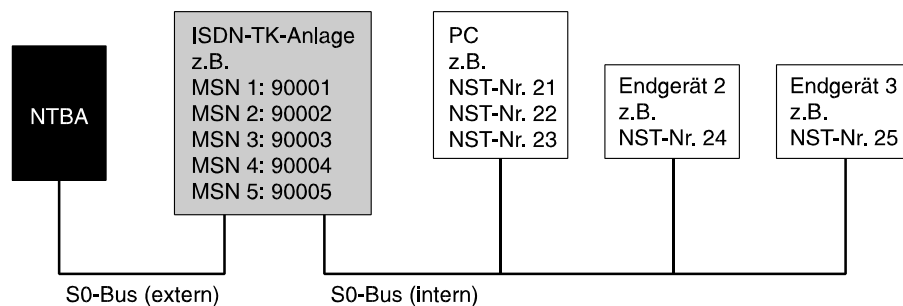 NTBA
ISDN-TK-Anlage
z.B.
MSN 1: 90001
MSN 2: 90002
MSN 3: 90003
MSN 4: 90004
MSN 5: 90005
PC
z.B.
NST-Nr. 21
NST-Nr. 22
NST-Nr. 23
Endgerät 2
z.B.
NST-Nr. 24
Endgerät 3
z.B.
NST-Nr. 25
S0-Bus (extern)
S0-Bus (intern)